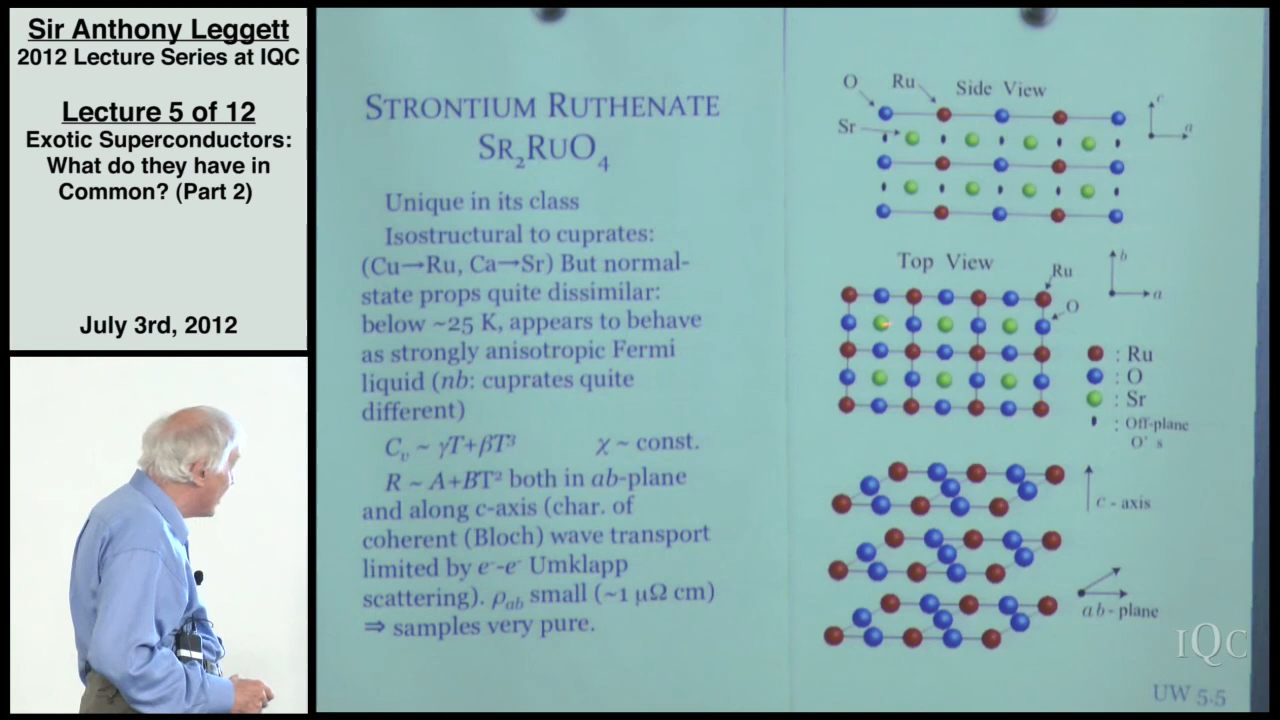 Sir Anthony Leggett
2012 Lecture Series at IQC
Lecture 5 of 12
Exotic Superconductors:
What do they have in
Common? (Part 2)
July 3rd, 2012
STRONTIUM RUTHENATE
Sr₂RuO₄
Unique in its class
Isostructural to cuprates:
(Cu→Ru, Ca→Sr) But normal-
state props quite dissimilar:
below ~25 K, appears to behave
as strongly anisotropic Fermi
liquid (nb: cuprates quite
different)
Cᵥ ~ γT+βT³ χ ~ const.
R ~ A+BT² both in ab-plane
and along c-axis (char. of
coherent (Bloch) wave transport
limited by e⁻-e⁻ Umklapp
scattering). ρab small (~1 μΩ cm)
⇒ samples very pure.
O Ru Side View
Sr
c
a
Top View
Ru
O
b
a
: Ru
: O
: Sr
: Off-plane
O' s
c - axis
ab - plane
IQC
UW 5.5